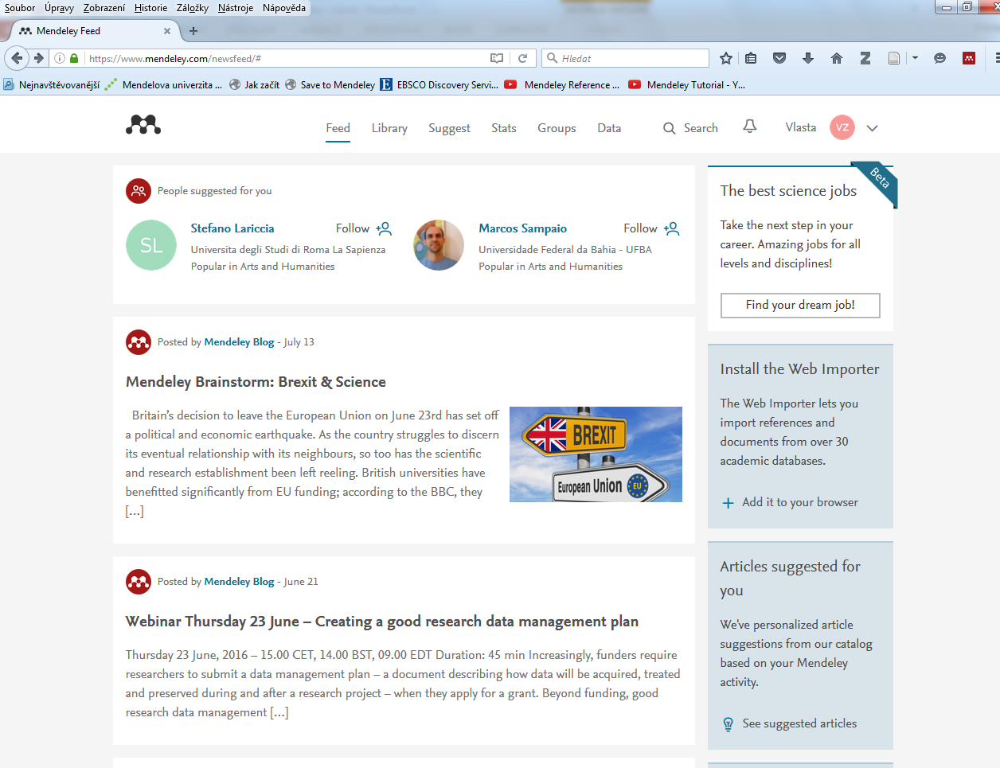 Soubor Úpravy Zobrazení Historie Záložky Nástroje Nápověda
Mendeley Feed
https://www.mendeley.com/newsfeed/#
Hledat
Nejnavštěvovanější Mendelova univerzita ... Jak začít Save to Mendeley EBSCO Discovery Servi... Mendeley Reference ... Mendeley Tutorial - Y...
Feed Library Suggest Stats Groups Data Search Vlasta VZ
People suggested for you
SL
Stefano Lariccia Follow
Universita degli Studi di Roma La Sapienza
Popular in Arts and Humanities
Marcos Sampaio Follow
Universidade Federal da Bahia - UFBA
Popular in Arts and Humanities
Posted by Mendeley Blog - July 13
Mendeley Brainstorm: Brexit & Science
Britain’s decision to leave the European Union on June 23rd has set off
a political and economic earthquake. As the country struggles to discern
its eventual relationship with its neighbours, so too has the scientific
and research establishment been left reeling. British universities have
benefitted significantly from EU funding; according to the BBC, they
[…]
BREXIT
European Union EU
Posted by Mendeley Blog - June 21
Webinar Thursday 23 June – Creating a good research data management plan
Thursday 23 June, 2016 – 15.00 CET, 14.00 BST, 09.00 EDT Duration: 45 min Increasingly, funders require
researchers to submit a data management plan – a document describing how data will be acquired, treated
and preserved during and after a research project – when they apply for a grant. Beyond funding, good
research data management […]
Beta
The best science jobs
Take the next step in your
career. Amazing jobs for all
levels and disciplines!
Find your dream job!
Install the Web Importer
The Web Importer lets you
import references and
documents from over 30
academic databases.
Add it to your browser
Articles suggested for
you
We've personalized article
suggestions from our catalog
based on your Mendeley
activity.
See suggested articles